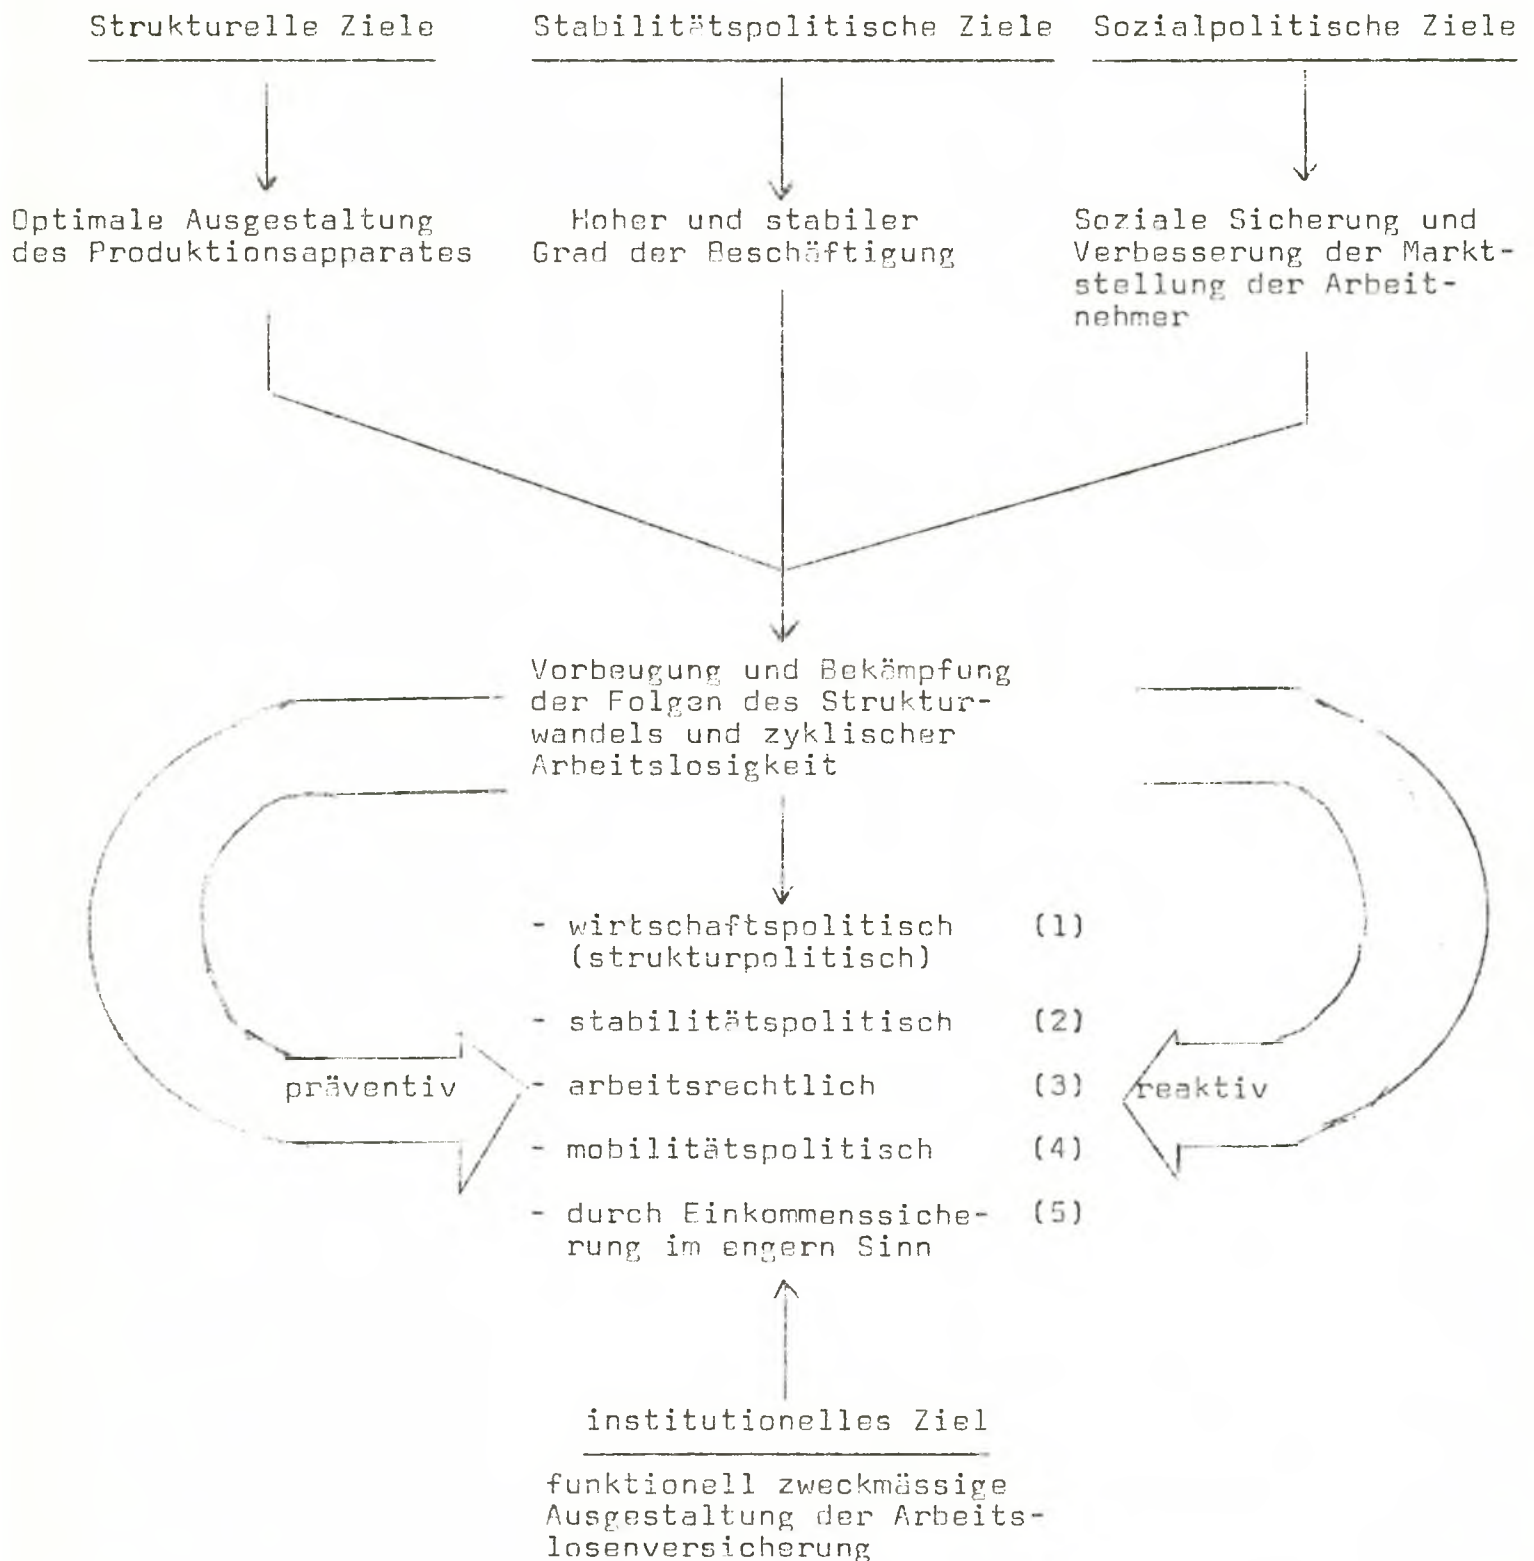 Strukturelle Ziele
Stabilitätspolitische Ziele
Sozialpolitische Ziele
Optimale Ausgestaltung
des Produktionsapparates
Hoher und stabiler
Grad der Beschäftigung
Soziale Sicherung und
Verbesserung der Markt-
stellung der Arbeit-
nehmer
Vorbeugung und Bekämpfung
der Folgen des Struktur-
wandels und zyklischer
Arbeitslosigkeit
- wirtschaftspolitisch (1)
(strukturpolitisch)
- stabilitätspolitisch (2)
präventiv
- arbeitsrechtlich (3)
reaktiv
- mobilitätspolitisch (4)
- durch Einkommenssiche- (5)
rung im engern Sinn
institutionelles Ziel
funktionell zweckmässige
Ausgestaltung der Arbeits-
losenversicherung